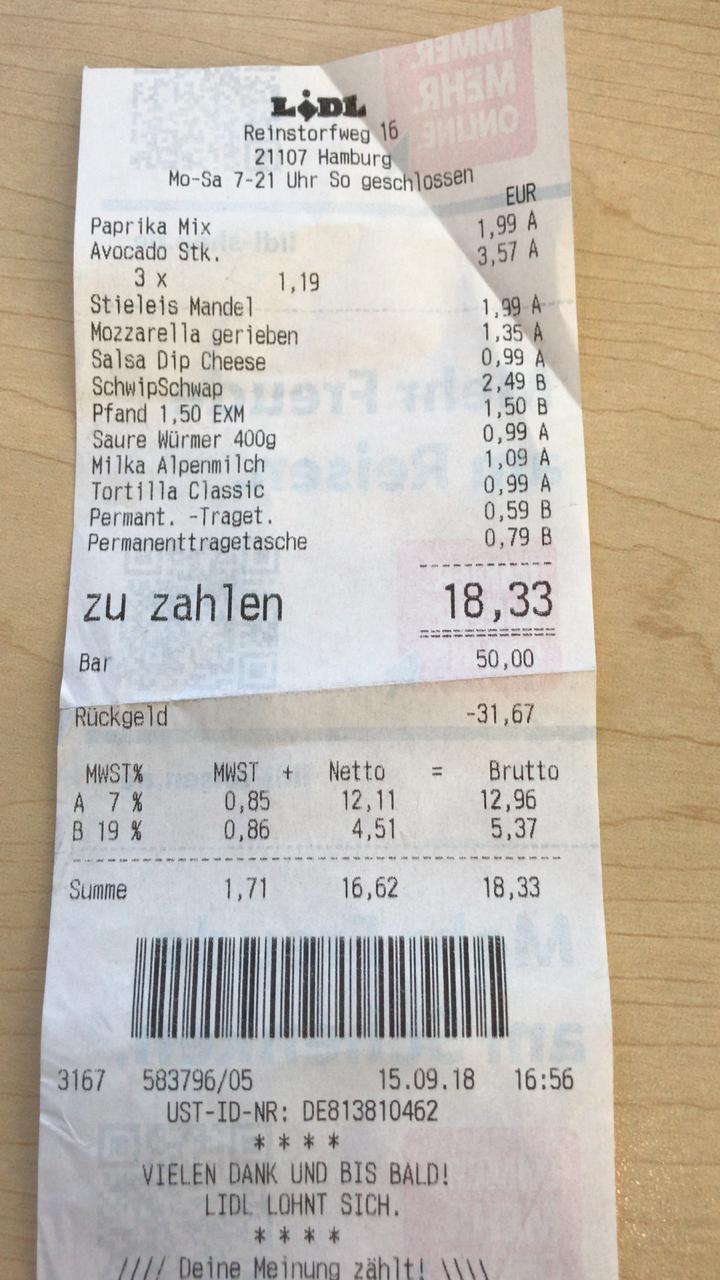 LIDL
Reinstorfweg 16
21107 Hamburg
Mo-Sa 7-21 Uhr So geschlossen
EUR
Paprika Mix 1,99 A
Avocado Stk. 3,57 A
3 x 1,19
Stieleis Mandel 1,99 A
Mozzarella gerieben 1,35 A
Salsa Dip Cheese 0,99 A
SchwipSchwap 2,49 B
Pfand 1,50 EXM 1,50 B
Saure Würmer 400g 0,99 A
Milka Alpenmilch 1,09 A
Tortilla Classic 0,99 A
Permant. -Traget. 0,59 B
Permanenttragetasche 0,79 B
zu zahlen 18,33
Bar 50,00
Rückgeld -31,67
MWST% MWST + Netto = Brutto
A 7 % 0,85 12,11 12,96
B 19 % 0,86 4,51 5,37
Summe 1,71 16,62 18,33
3167 583796/05 15.09.18 16:56
UST-ID-NR: DE813810462
* * * *
VIELEN DANK UND BIS BALD!
LIDL LOHNT SICH.
* * * *
//// Deine Meinung zählt! \\\\
IMMER.
MEHR.
ONLINE.